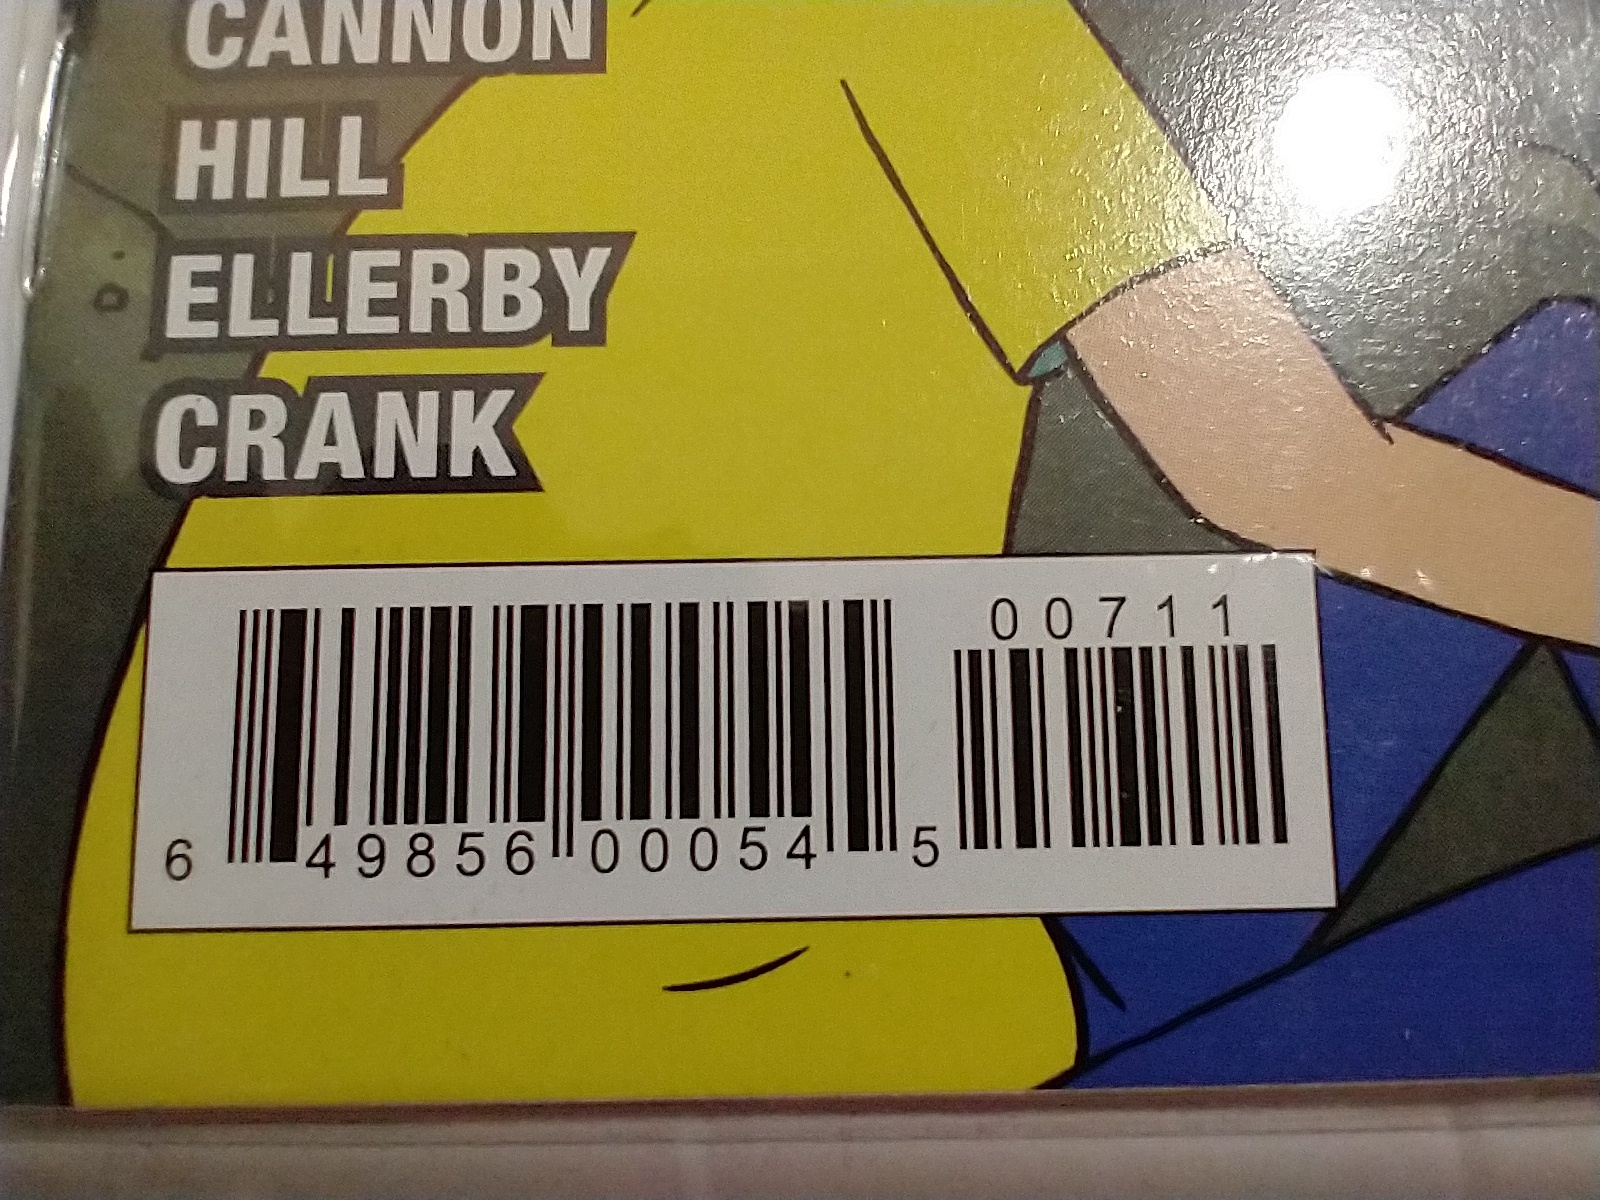 CANNON
HILL
ELLERBY
CRANK
00711
6 49856 00054 5